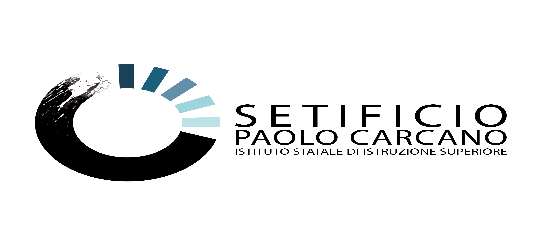 SETIFICIO
PAOLO CARCANO
ISTITUTO STATALE DI ISTRUZIONE SUPERIORE